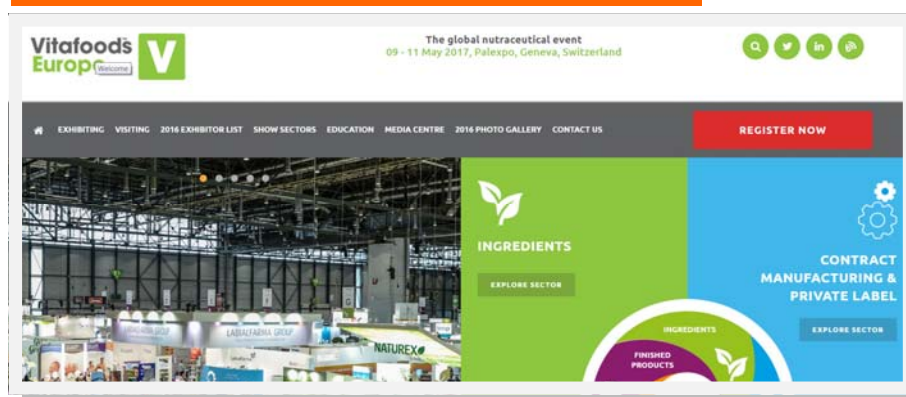 Vitafoods
Europe
Welcome
V
The global nutraceutical event
09 - 11 May 2017, Palexpo, Geneva, Switzerland
EXHIBITING VISITING 2016 EXHIBITOR LIST SHOW SECTORS EDUCATION MEDIA CENTRE 2016 PHOTO GALLERY CONTACT US
REGISTER NOW
INGREDIENTS
EXPLORE SECTOR
CONTRACT
MANUFACTURING &
PRIVATE LABEL
EXPLORE SECTOR
LABIALFARMA GROUP
NATUREX
INGREDIENTS
FINISHED
PRODUCTS